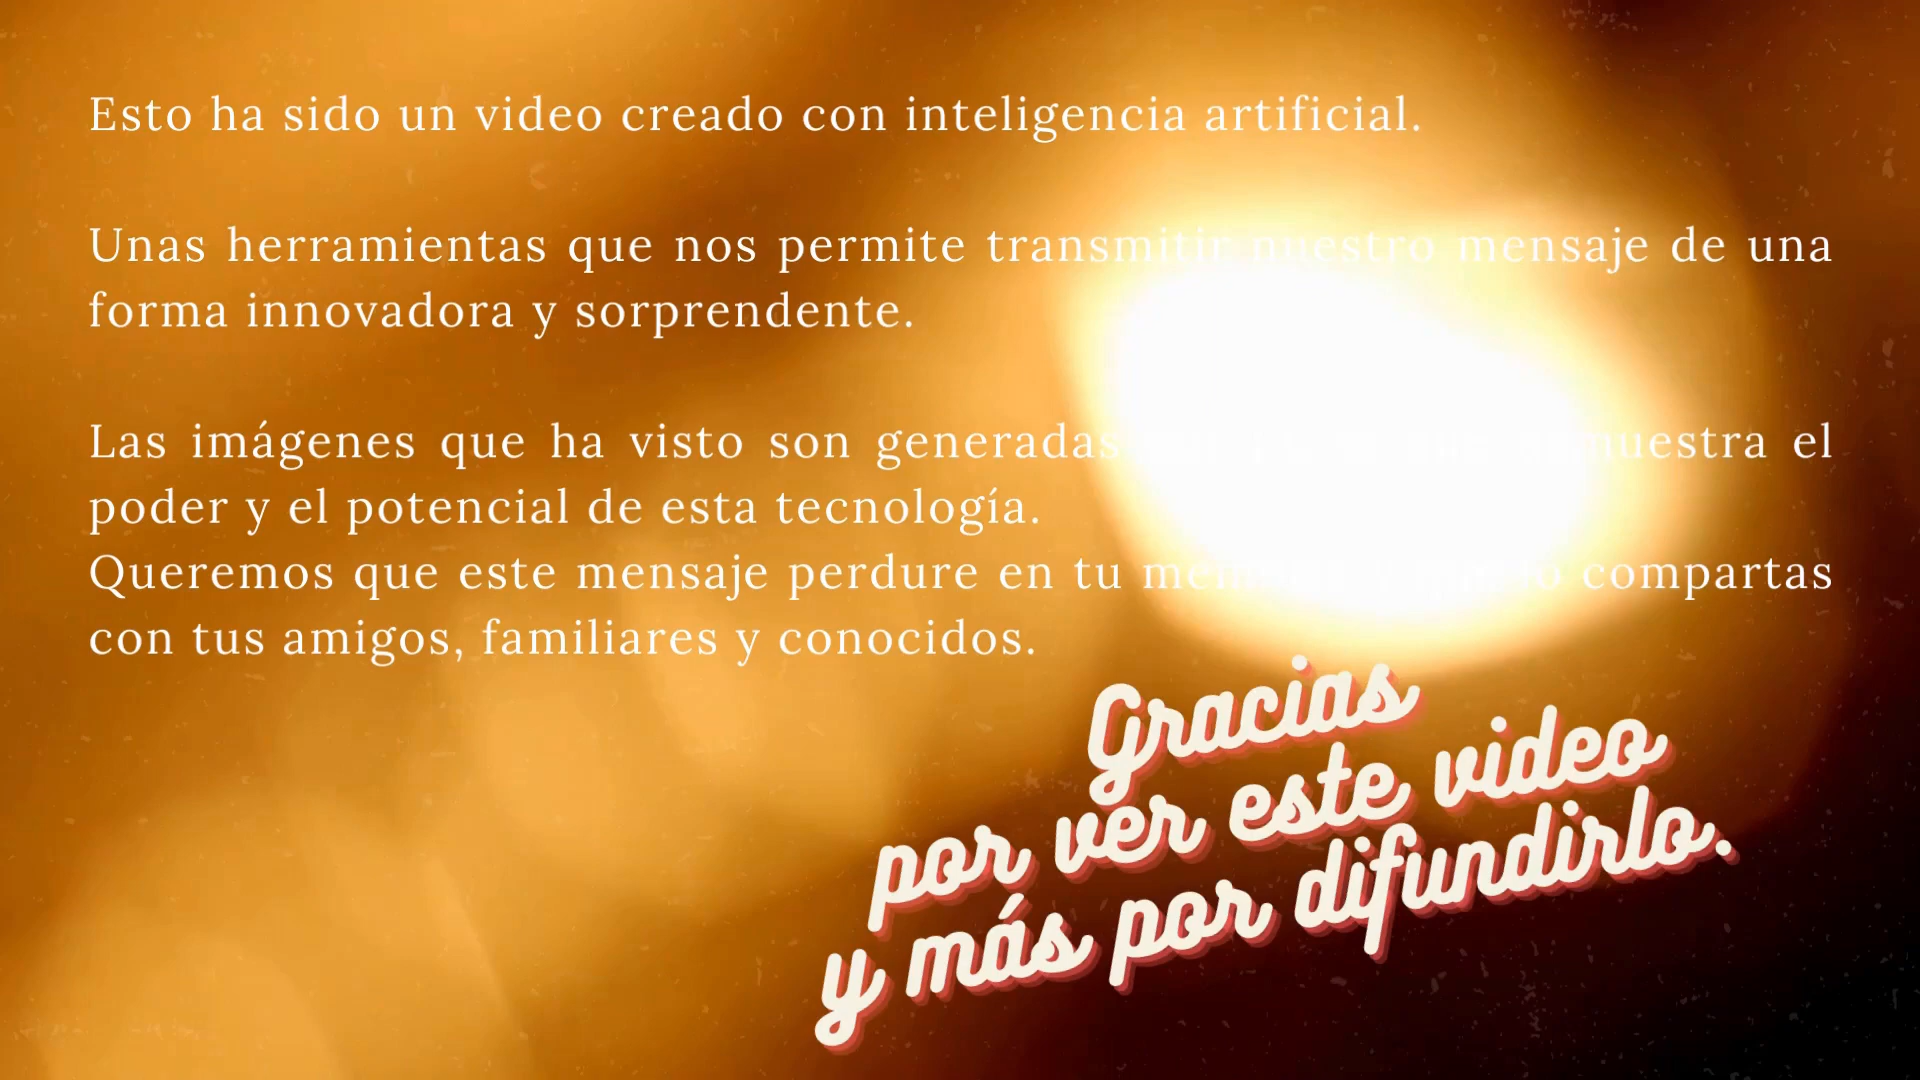 Esto ha sido un video creado con inteligencia artificial.
Unas herramientas que nos permite transmitir nuestro mensaje de una
forma innovadora y sorprendente.
Las imágenes que ha visto son generadas el
poder y el potencial de esta tecnología.
Queremos que este mensaje perdure en tu compartas
con tus amigos, familiares y conocidos.
Gracias
por ver este video
y más por difundirlo.